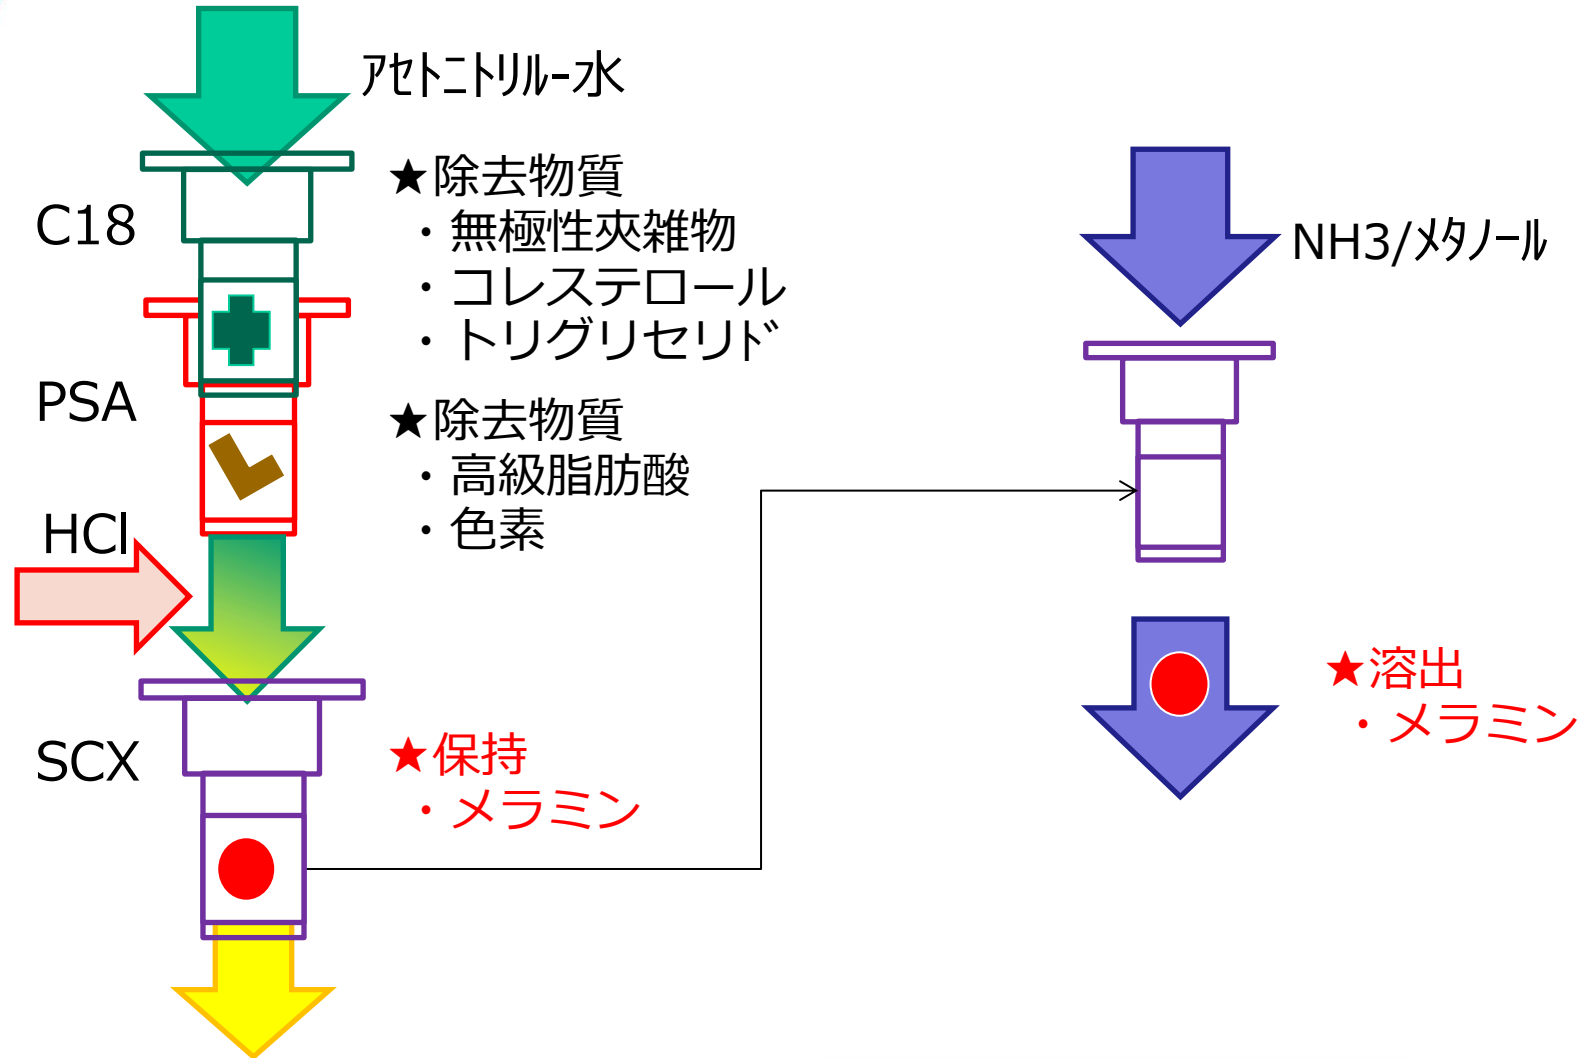 ｱｾﾄﾆﾄﾘﾙ-水
C18
★除去物質
・無極性夾雑物
・コレステロール
・トリグリセリド
PSA
★除去物質
・高級脂肪酸
・色素
HCl
SCX
★保持
・メラミン
NH3/ﾒﾀﾉｰﾙ
★溶出
・メラミン